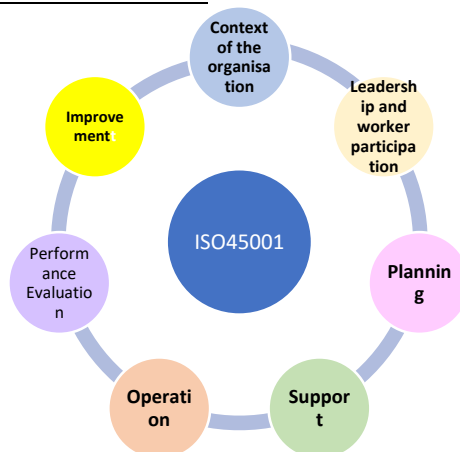 Context
of the
organisa
tion
Leadersh
ip and
worker
participa
tion
Plannin
g
Suppor
t
Operati
on
Perform
ance
Evaluatio
n
Improve
ment
ISO45001